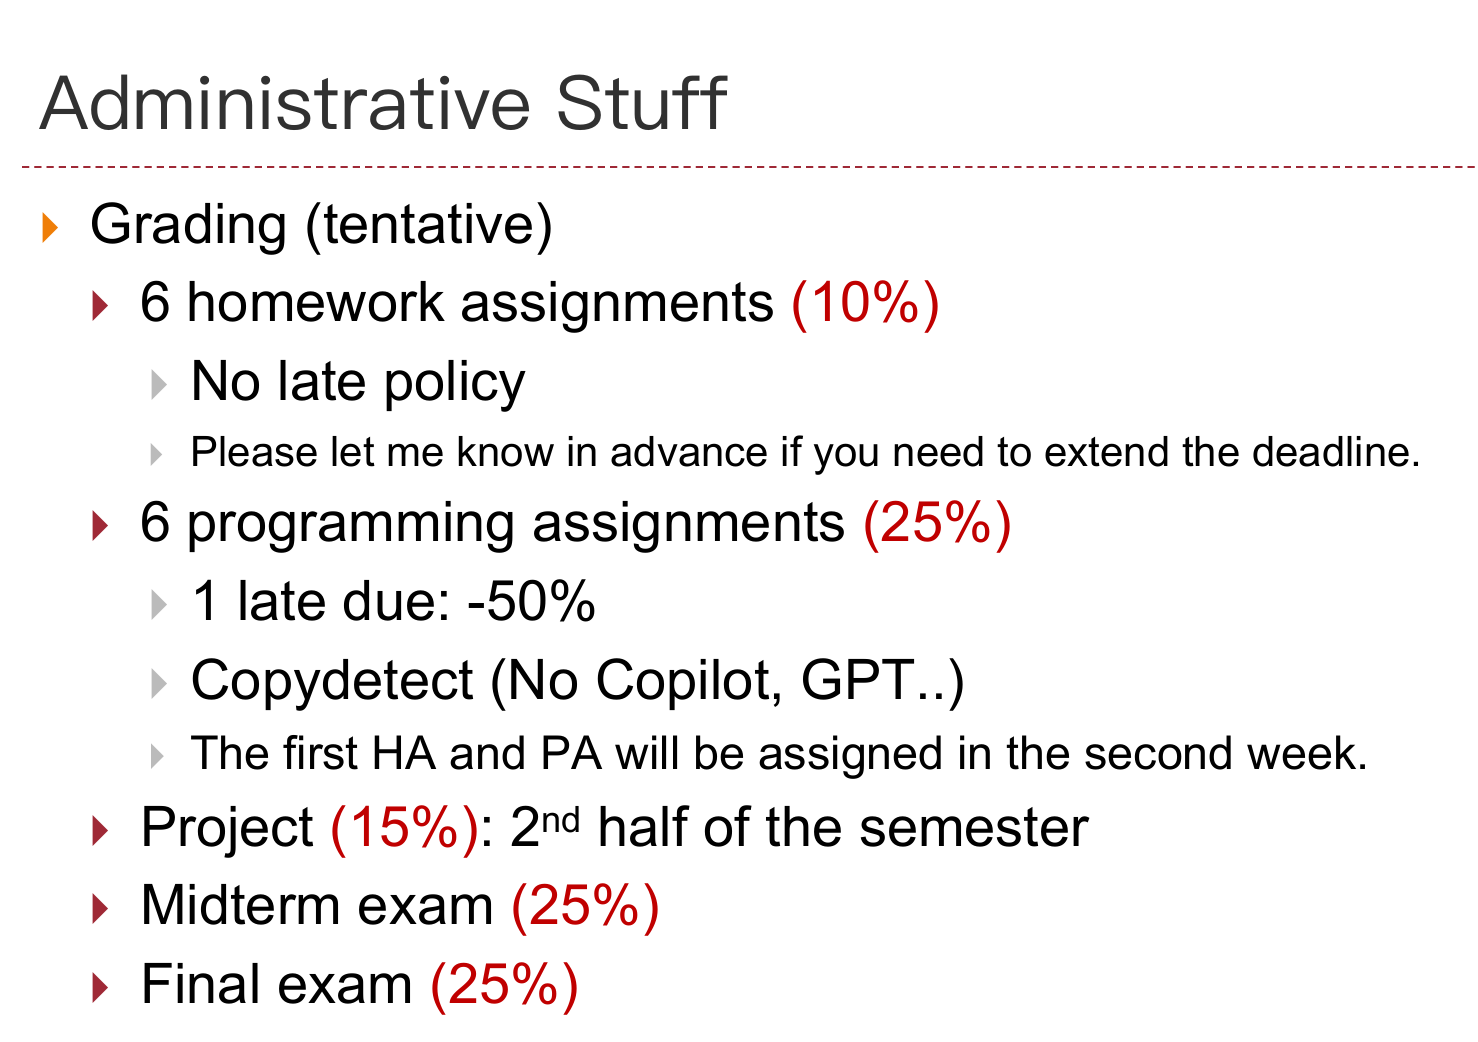 Administrative Stuff
Grading (tentative)
6 homework assignments (10%)
No late policy
Please let me know in advance if you need to extend the deadline.
6 programming assignments (25%)
1 late due: -50%
Copydetect (No Copilot, GPT..)
The first HA and PA will be assigned in the second week.
Project (15%): 2nd half of the semester
Midterm exam (25%)
Final exam (25%)